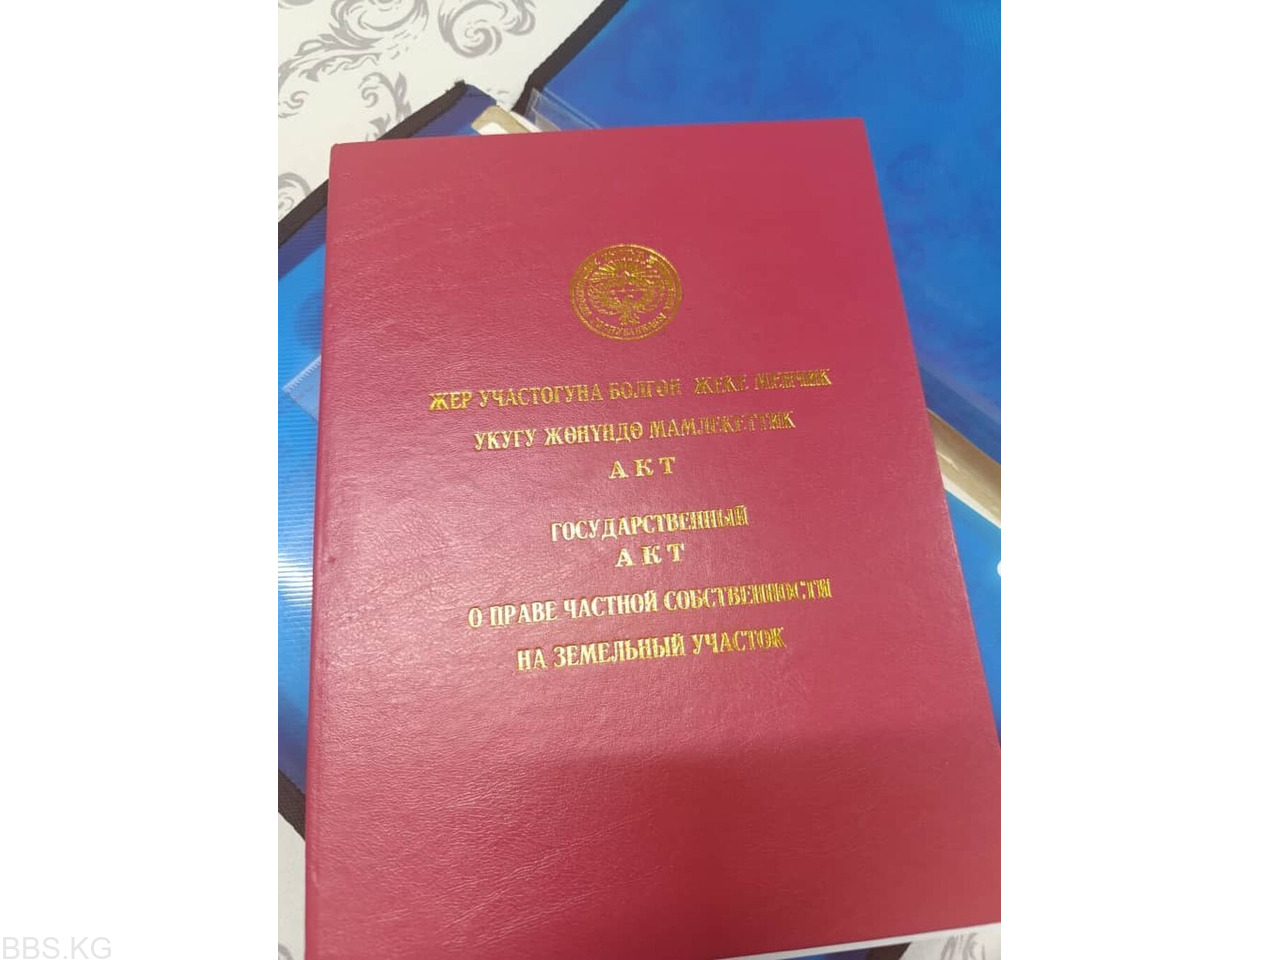 ЖЕР УЧАСТОГУНА БОЛГОН ЖЕКЕ МЕНЧИК
УКУГУ ЖӨНҮНДӨ МАМЛЕКЕТТИК
АКТ
ГОСУДАРСТВЕННЫЙ
АКТ
О ПРАВЕ ЧАСТНОЙ СОБСТВЕННОСТИ
НА ЗЕМЕЛЬНЫЙ УЧАСТОК
BBS.KG